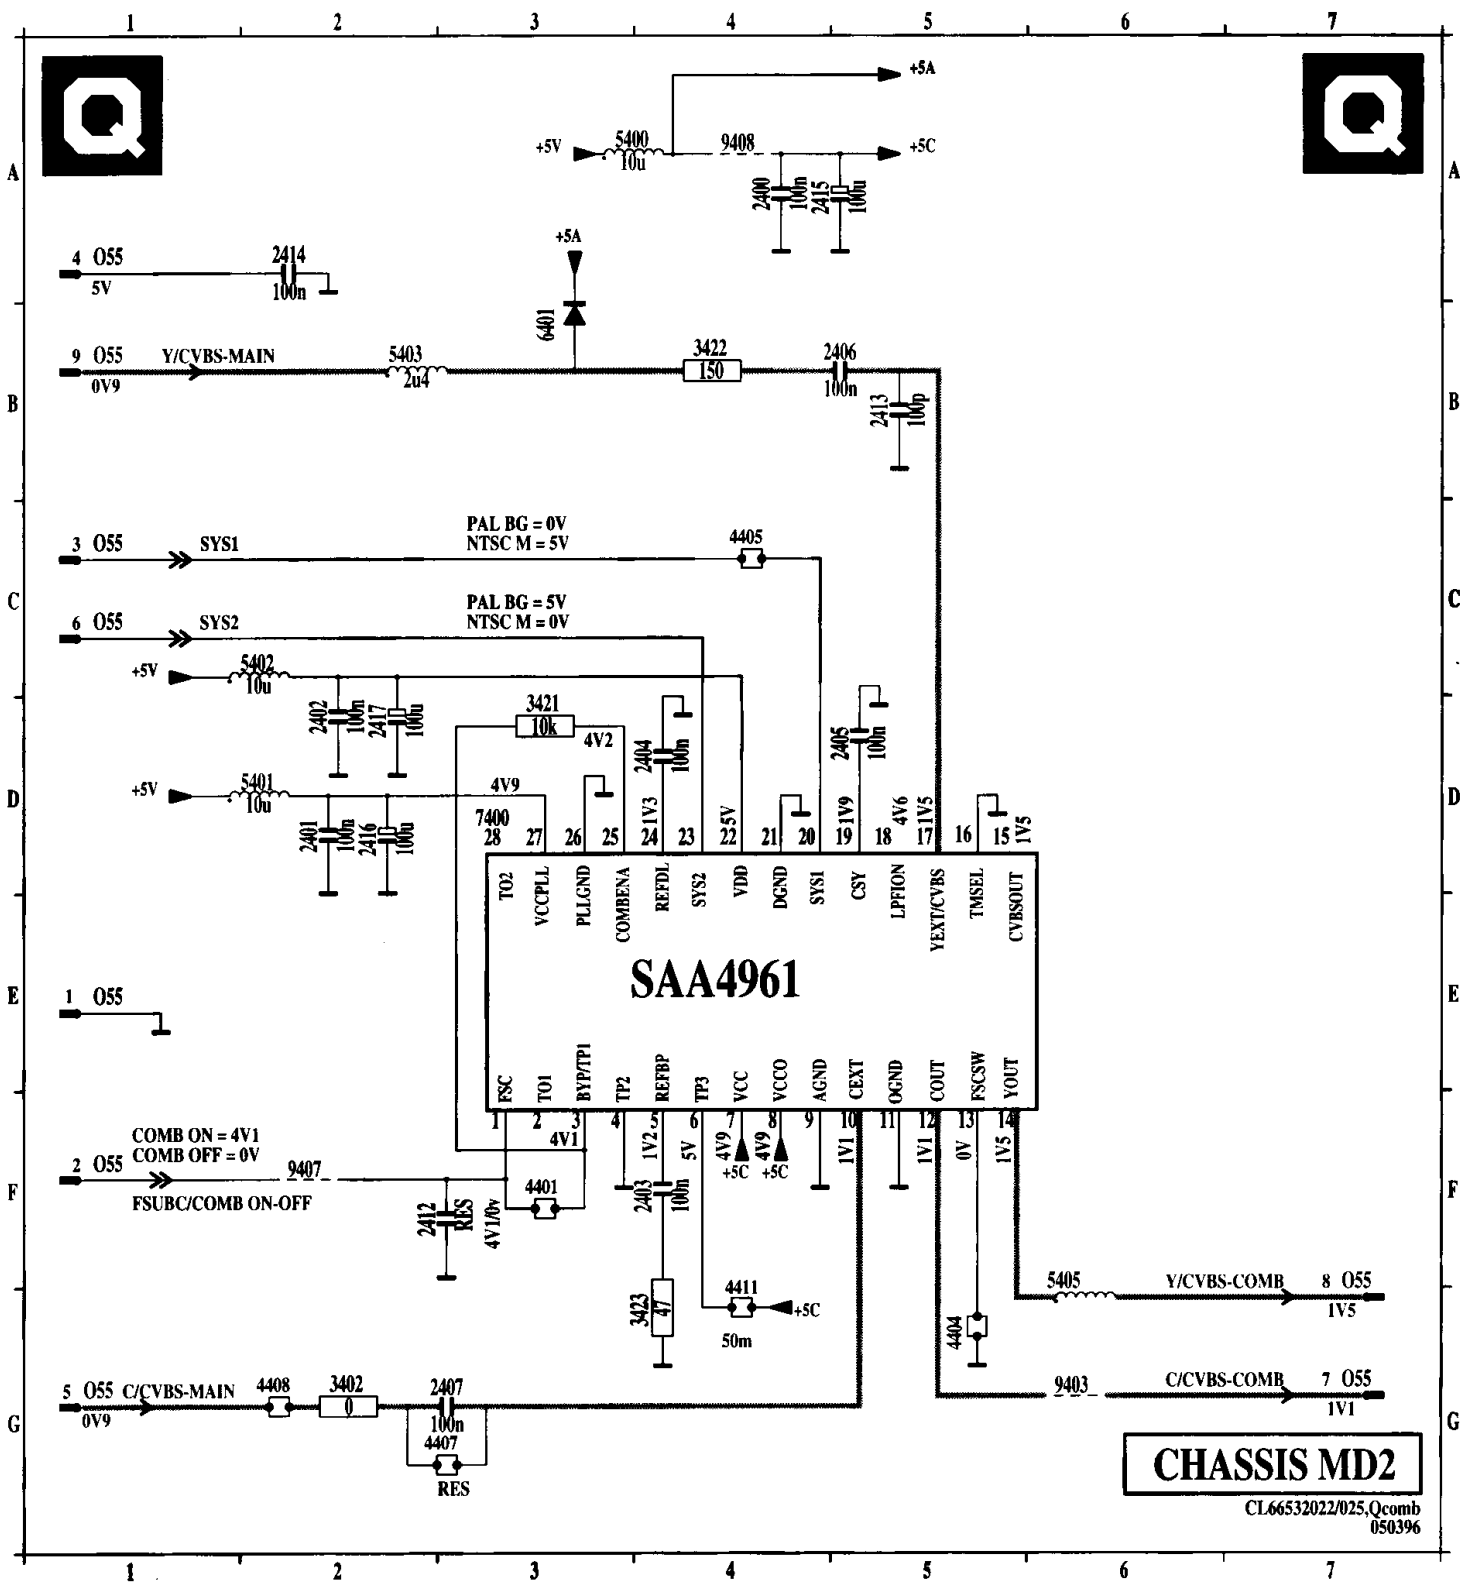 1 2 3 4 5 6 7
Q
Q
+5A
+5V
5400
10u
9408
+5C
A
A
2400
100n
2415
100u
+5A
4 O55
5V
2414
100n
6401
9 O55
0V9
Y/CVBS-MAIN
5403
2u4
3422
150
2406
100n
B
B
2413
100p
PAL BG = 0V
NTSC M = 5V
3 O55
SYS1
4405
C
C
PAL BG = 5V
NTSC M = 0V
6 O55
SYS2
+5V
5402
10u
2402
100n
2417
100u
3421
10k
4V2
2404
100n
2405
100n
D
D
+5V
5401
10u
4V9
2401
100n
2416
100u
7400
1V3
5V
1V9
4V6
1V5
1V5
28 27 26 25 24 23 22 21 20 19 18 17 16 15
TO2
VCCPLL
PLLGND
COMBENA
REFDL
SYS2
VDD
DGND
SYS1
CSY
LPFION
YEXT/CVBS
TMSEL
CVBSOUT
SAA4961
E
E
1 O55
FSC
TO1
BYP/TP1
TP2
REFBP
TP3
VCC
VCCO
AGND
CEXT
OGND
COUT
FSCSW
YOUT
1 2 3 4 5 6 7 8 9 10 11 12 13 14
4V1
1V2
5V
4V9
4V9
1V1
1V1
0V
1V5
+5C
+5C
COMB ON = 4V1
COMB OFF = 0V
2 O55
9407
FSUBC/COMB ON-OFF
F
F
2412
RES
4V1/0v
4401
2403
100n
3423
47
4411
+5C
50m
4404
5405
Y/CVBS-COMB
8 O55
1V5
5 O55
0V9
C/CVBS-MAIN
4408
3402
0
2407
100n
4407
RES
9403
C/CVBS-COMB
7 O55
1V1
G
G
CHASSIS MD2
CL66532022/025,Qcomb
050396
1 2 3 4 5 6 7